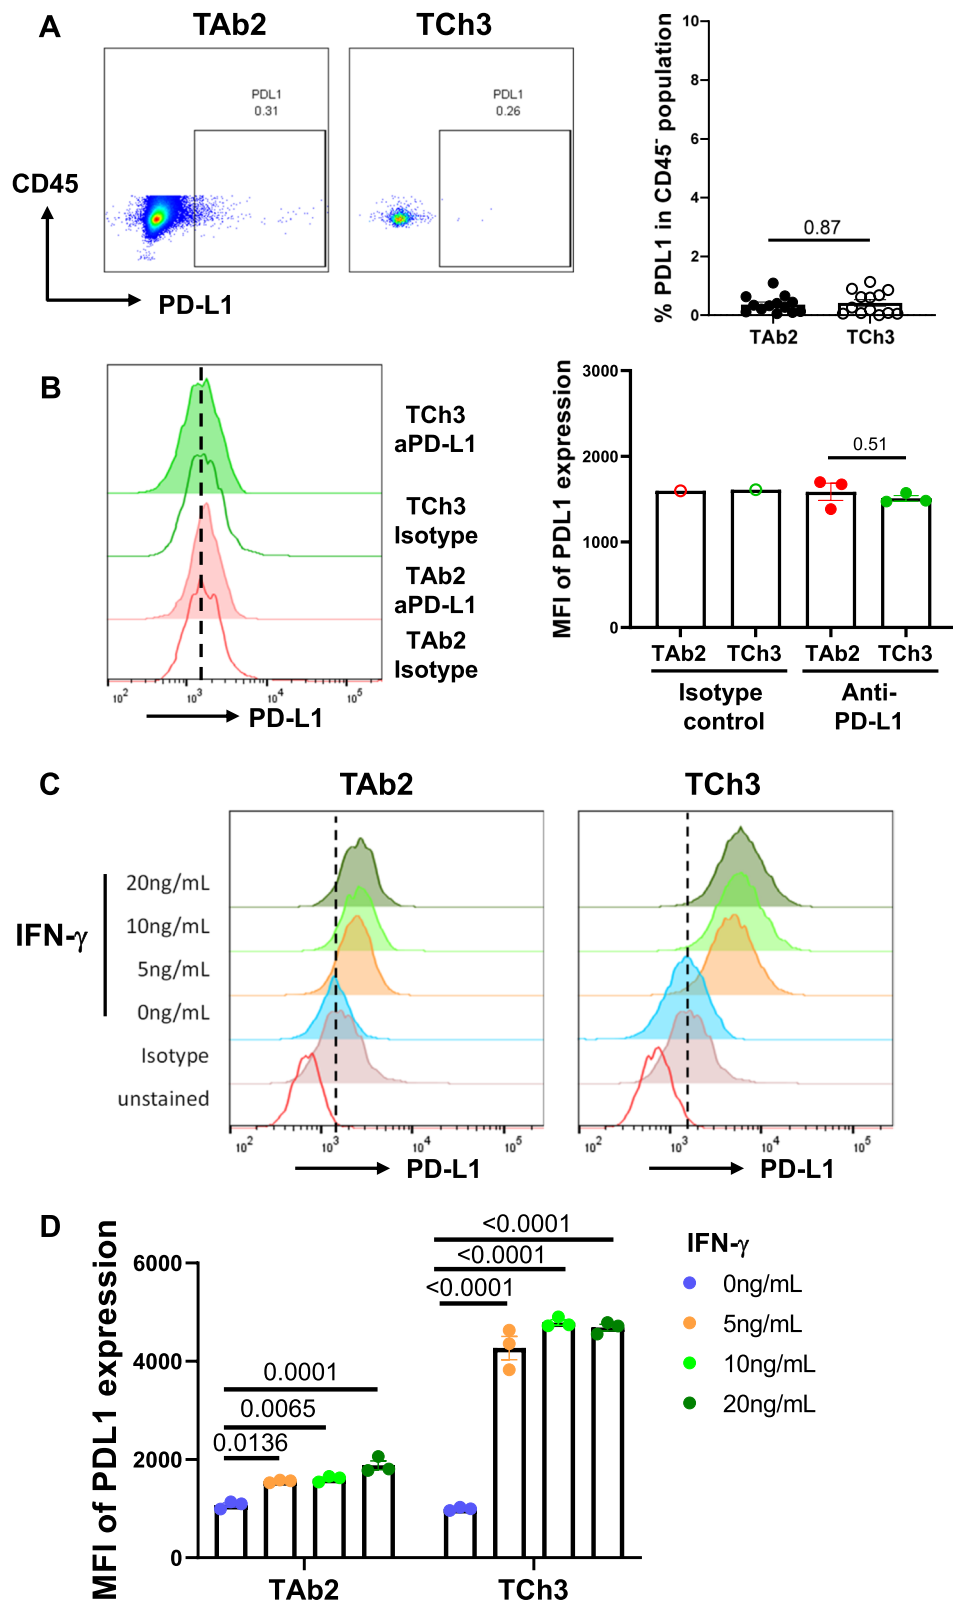 A
TAb2
TCh3
PDL1
0.31
PDL1
0.26
CD45
PD-L1
% PDL1 in CD45- population
10
8
6
4
2
0
0.87
TAb2
TCh3
B
TCh3
aPD-L1
TCh3
Isotype
TAb2
aPD-L1
TAb2
Isotype
10² 10³ 10⁴ 10⁵
PD-L1
MFI of PDL1 expression
3000
2000
1000
0
0.51
TAb2 TCh3 TAb2 TCh3
Isotype
control
Anti-
PD-L1
C
TAb2
TCh3
IFN-γ
20ng/mL
10ng/mL
5ng/mL
0ng/mL
Isotype
unstained
10² 10³ 10⁴ 10⁵
10² 10³ 10⁴ 10⁵
PD-L1
PD-L1
D
MFI of PDL1 expression
6000
4000
2000
0
0.0001
0.0065
0.0136
<0.0001
<0.0001
<0.0001
TAb2
TCh3
IFN-γ
0ng/mL
5ng/mL
10ng/mL
20ng/mL